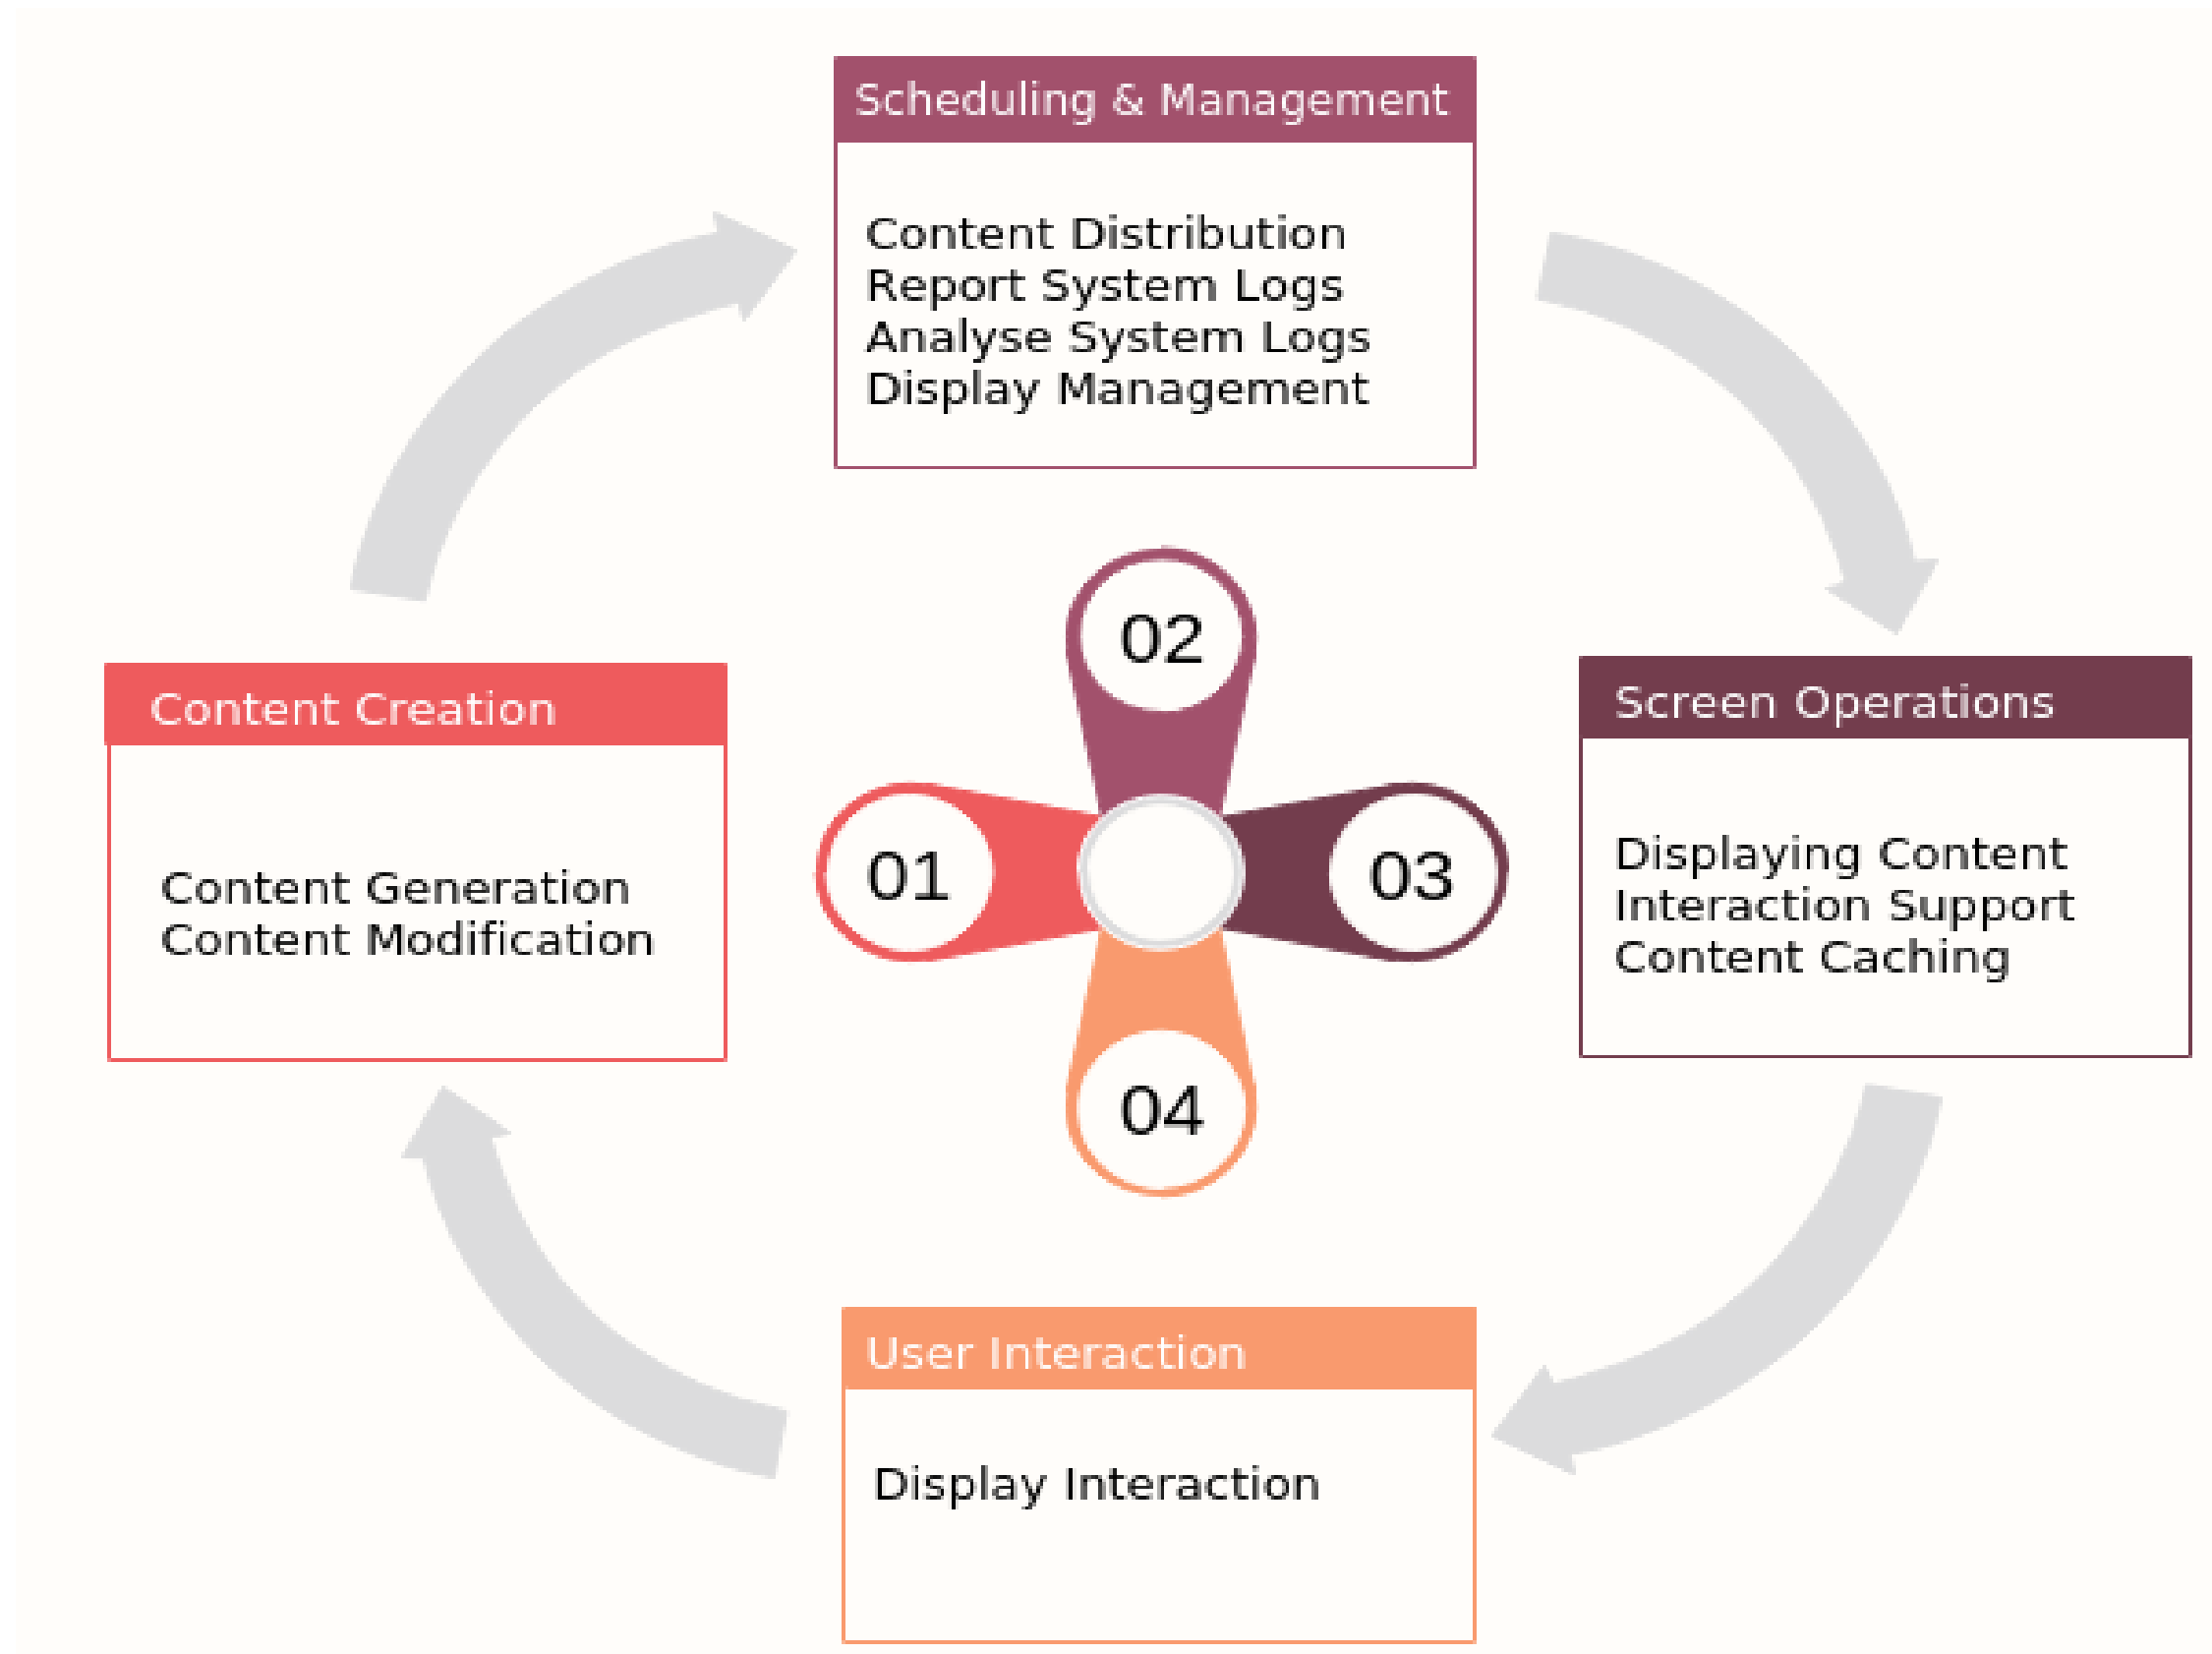 Scheduling & Management
Content Distribution
Report System Logs
Analyse System Logs
Display Management
Content Creation
Content Generation
Content Modification
02
01
03
04
Screen Operations
Displaying Content
Interaction Support
Content Caching
User Interaction
Display Interaction